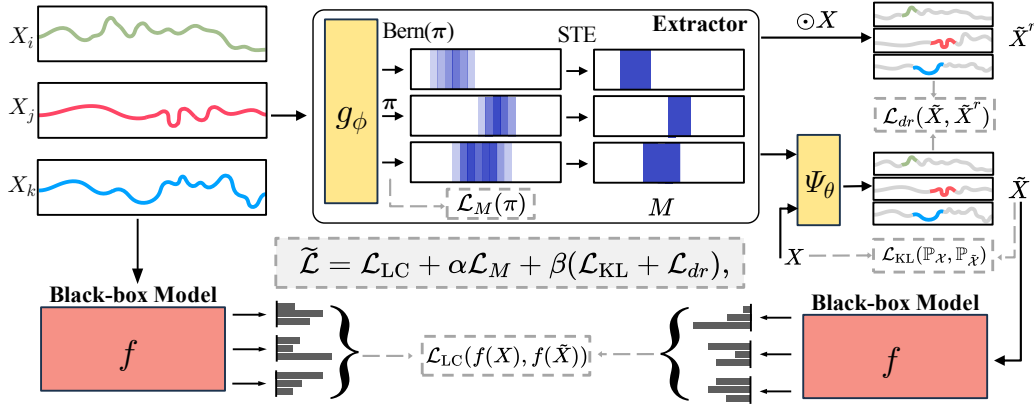 X_i
X_j
X_k
g_ϕ
Bern(π)
π
STE
Extractor
M
ℒ_M(π)
⊙X
X̃^r
ℒ_dr(X̃, X̃^r)
Ψ_θ
X̃
X
ℒ_KL(ℙ_𝒳, ℙ_𝒳̃)
ℒ̃ = ℒ_LC + αℒ_M + β(ℒ_KL + ℒ_dr),
Black-box Model
f
ℒ_LC(f(X), f(X̃))
Black-box Model
f